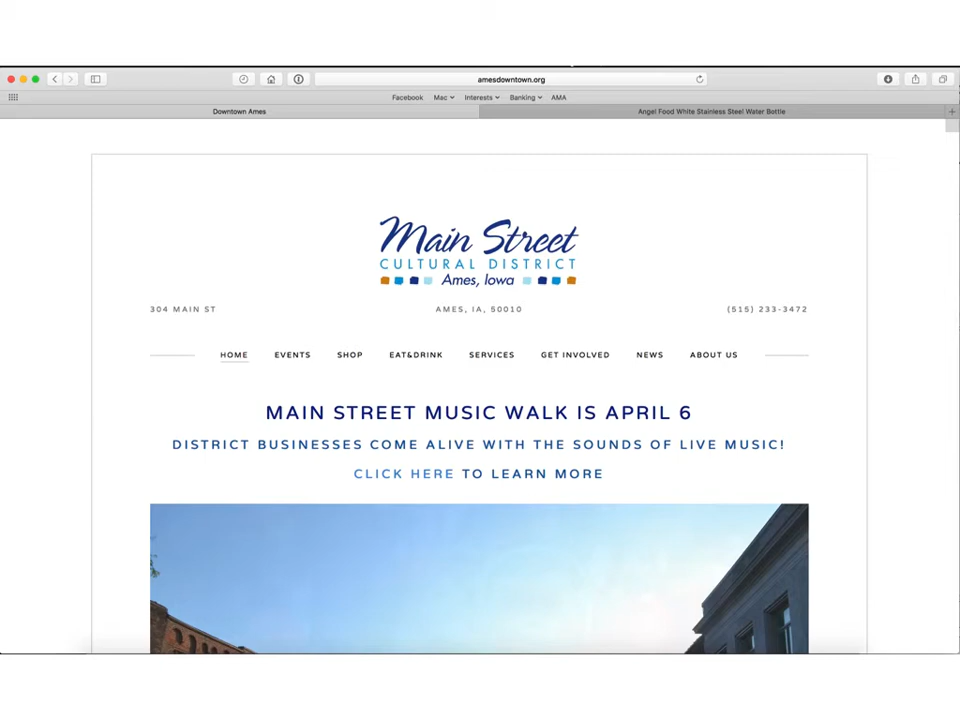 amesdowntown.org
Facebook Mac Interests Banking AMA
Downtown Ames Angel Food White Stainless Steel Water Bottle
Main Street
CULTURAL DISTRICT
Ames, Iowa
304 MAIN ST AMES, IA, 50010 (515) 233-3472
HOME EVENTS SHOP EAT&DRINK SERVICES GET INVOLVED NEWS ABOUT US
MAIN STREET MUSIC WALK IS APRIL 6
DISTRICT BUSINESSES COME ALIVE WITH THE SOUNDS OF LIVE MUSIC!
CLICK HERE TO LEARN MORE